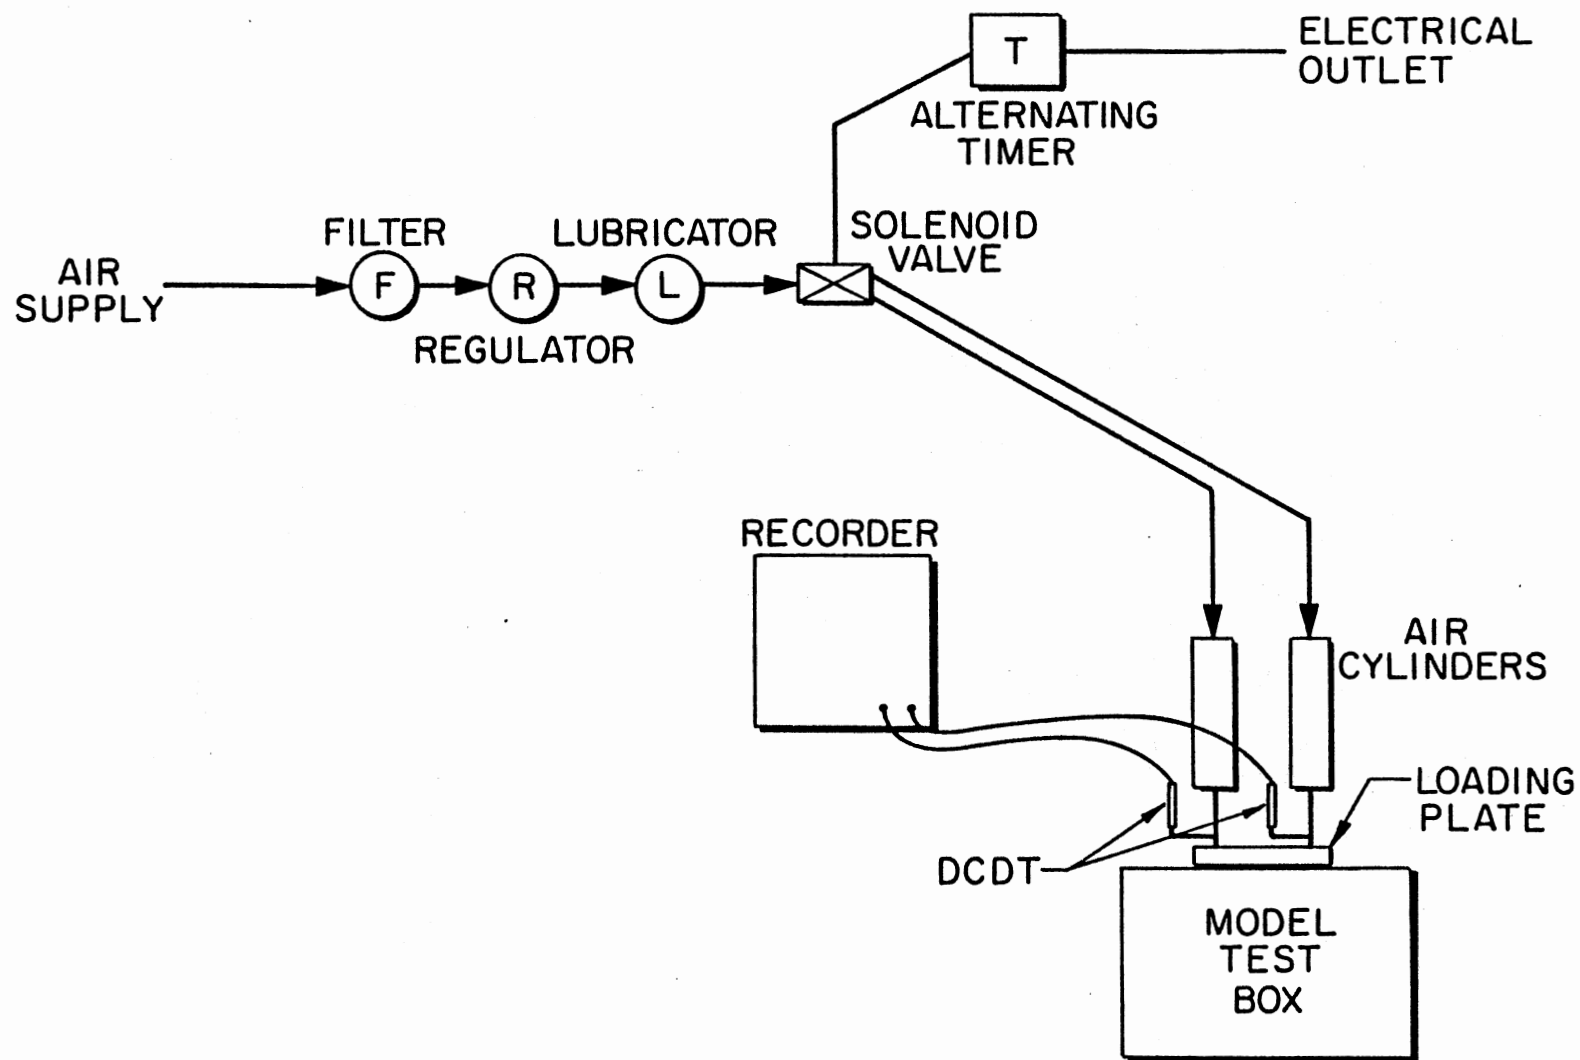 T
ELECTRICAL
OUTLET
ALTERNATING
TIMER
SOLENOID
VALVE
FILTER
LUBRICATOR
AIR
SUPPLY
F
R
L
REGULATOR
RECORDER
AIR
CYLINDERS
LOADING
PLATE
DCDT
MODEL
TEST
BOX